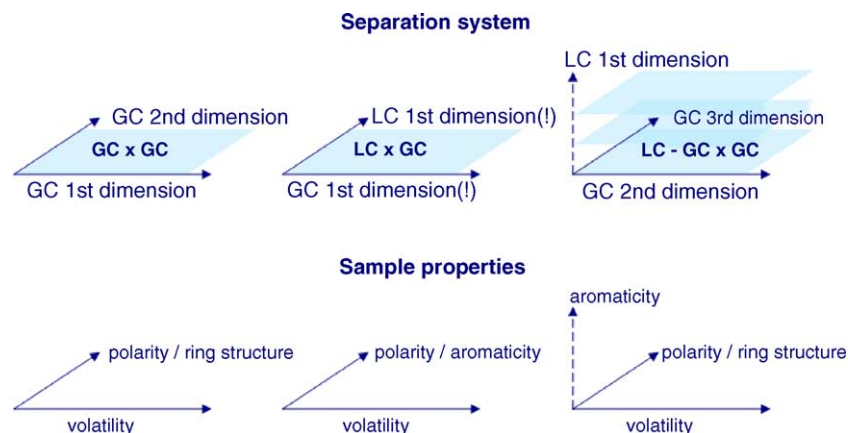 Separation system
GC 2nd dimension
GC x GC
GC 1st dimension
LC 1st dimension(!)
LC x GC
GC 1st dimension(!)
LC 1st dimension
GC 3rd dimension
LC - GC x GC
GC 2nd dimension
Sample properties
polarity / ring structure
volatility
polarity / aromaticity
volatility
aromaticity
polarity / ring structure
volatility